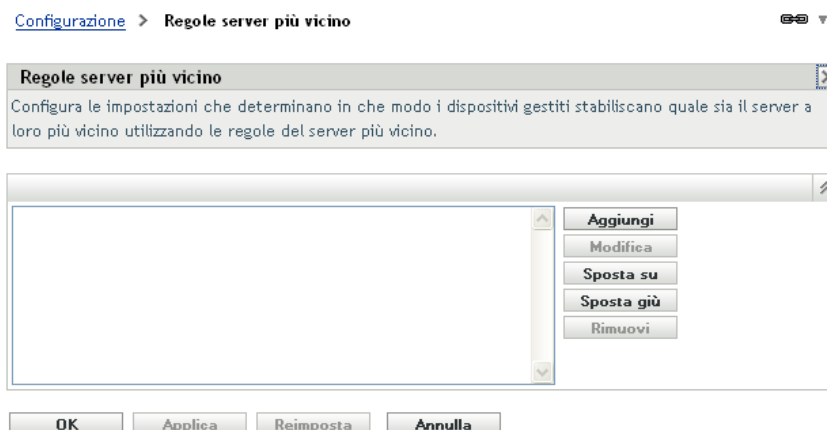 Configurazione > Regole server più vicino
Regole server più vicino
Configura le impostazioni che determinano in che modo i dispositivi gestiti stabiliscano quale sia il server a
loro più vicino utilizzando le regole del server più vicino.
Aggiungi
Modifica
Sposta su
Sposta giù
Rimuovi
OK Applica Reimposta Annulla